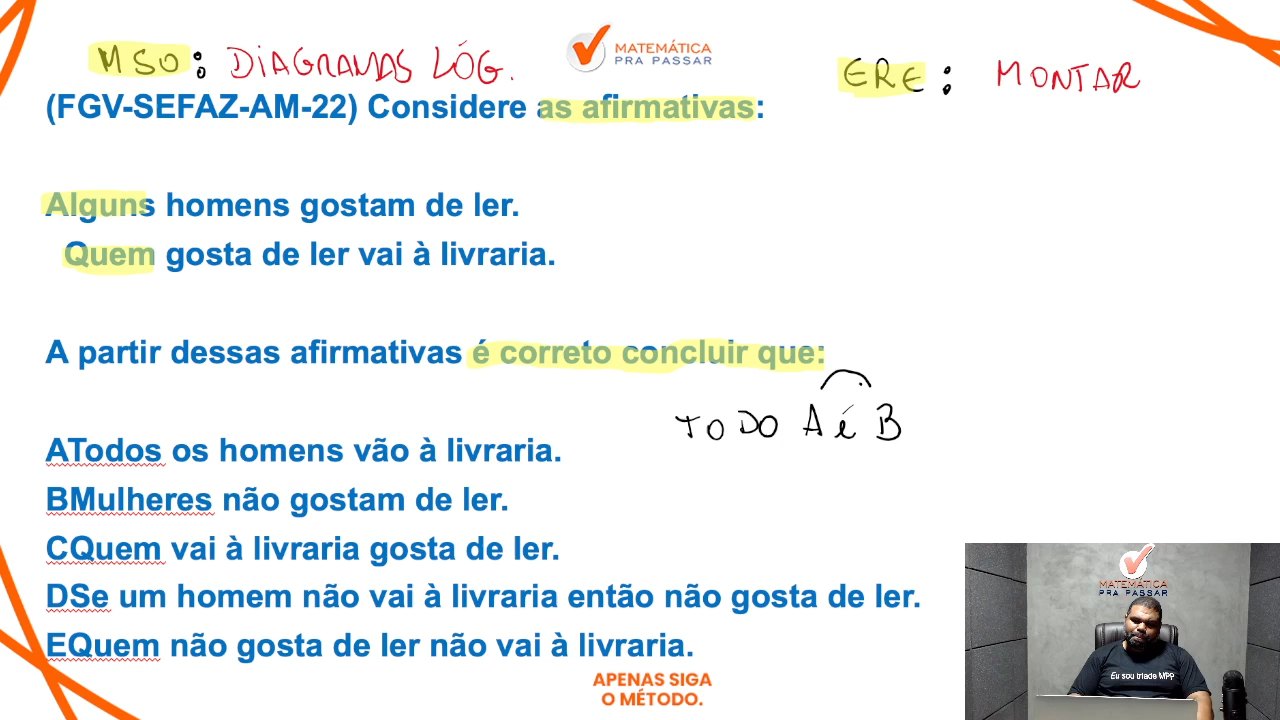 MSO: DIAGRAMAS LÓG.
MATEMÁTICA
PRA PASSAR
ERE: MONTAR
(FGV-SEFAZ-AM-22) Considere as afirmativas:
Alguns homens gostam de ler.
Quem gosta de ler vai à livraria.
A partir dessas afirmativas é correto concluir que:
TODO A é B
ATodos os homens vão à livraria.
BMulheres não gostam de ler.
CQuem vai à livraria gosta de ler.
DSe um homem não vai à livraria então não gosta de ler.
EQuem não gosta de ler não vai à livraria.
MATEMÁTICA
PRA PASSAR
Eu sou tríade MPP
APENAS SIGA
O MÉTODO.